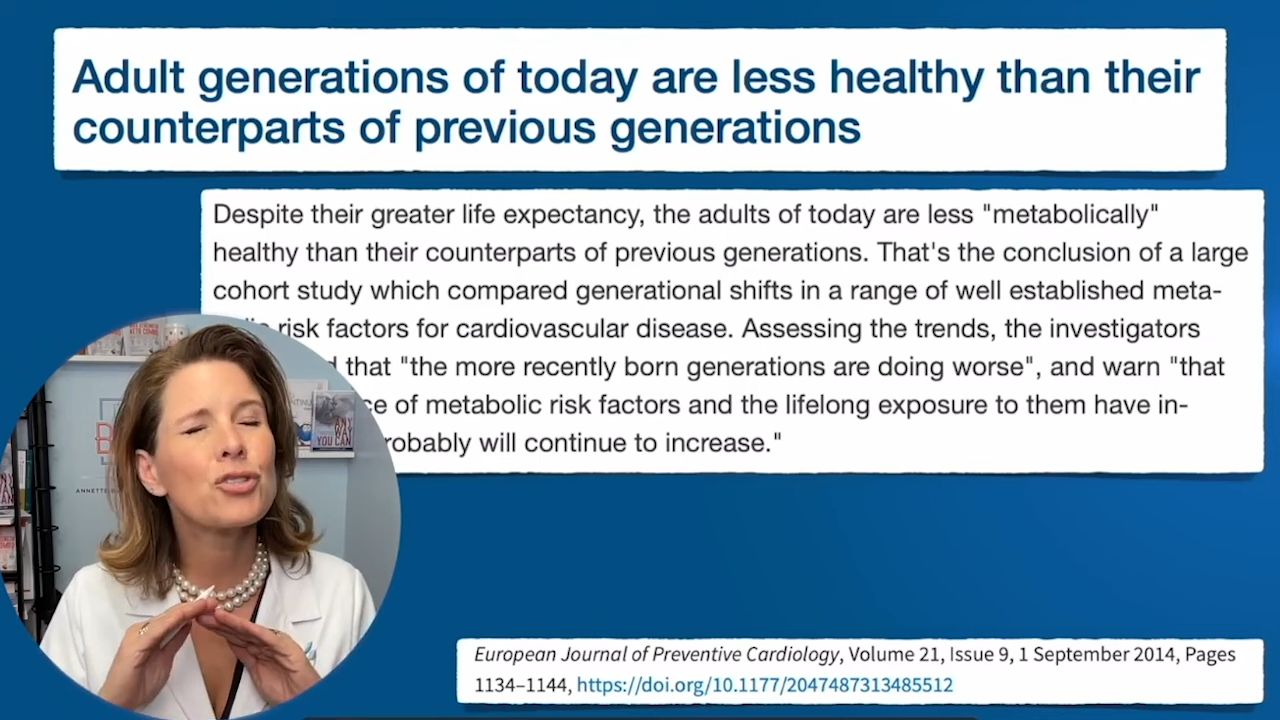 Adult generations of today are less healthy than their
counterparts of previous generations
Despite their greater life expectancy, the adults of today are less "metabolically"
healthy than their counterparts of previous generations. That's the conclusion of a large
cohort study which compared generational shifts in a range of well established meta-
risk factors for cardiovascular disease. Assessing the trends, the investigators
that "the more recently born generations are doing worse", and warn "that
of metabolic risk factors and the lifelong exposure to them have in-
will continue to increase."
ANY
WAY
YOU CAN
European Journal of Preventive Cardiology, Volume 21, Issue 9, 1 September 2014, Pages
1134–1144, https://doi.org/10.1177/2047487313485512